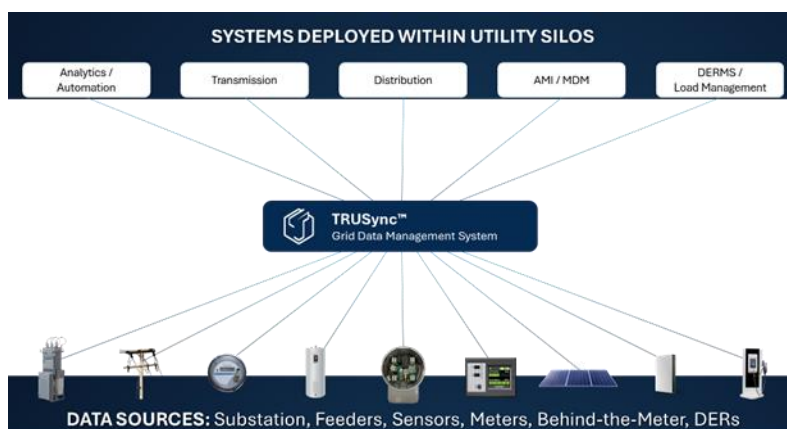 SYSTEMS DEPLOYED WITHIN UTILITY SILOS
Analytics /
Automation
Transmission
Distribution
AMI / MDM
DERMS /
Load Management
TRUSync™
Grid Data Management System
DATA SOURCES: Substation, Feeders, Sensors, Meters, Behind-the-Meter, DERs